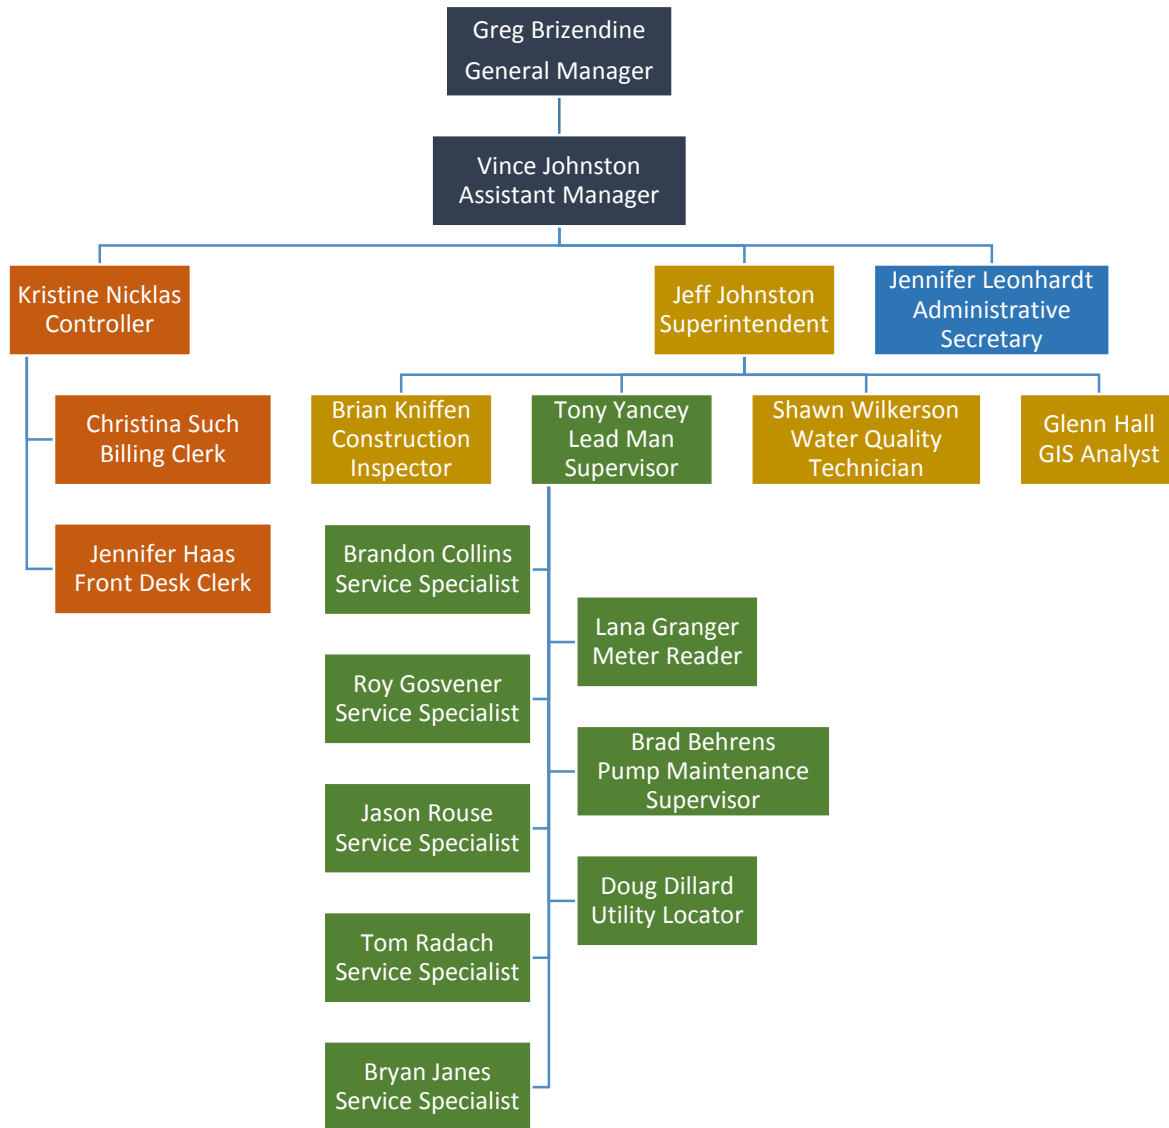 Greg Brizendine
General Manager
Vince Johnston
Assistant Manager
Kristine Nicklas
Controller
Jeff Johnston
Superintendent
Jennifer Leonhardt
Administrative
Secretary
Christina Such
Billing Clerk
Jennifer Haas
Front Desk Clerk
Brian Kniffen
Construction
Inspector
Tony Yancey
Lead Man
Supervisor
Shawn Wilkerson
Water Quality
Technician
Glenn Hall
GIS Analyst
Brandon Collins
Service Specialist
Lana Granger
Meter Reader
Roy Gosvener
Service Specialist
Brad Behrens
Pump Maintenance
Supervisor
Jason Rouse
Service Specialist
Doug Dillard
Utility Locator
Tom Radach
Service Specialist
Bryan Janes
Service Specialist